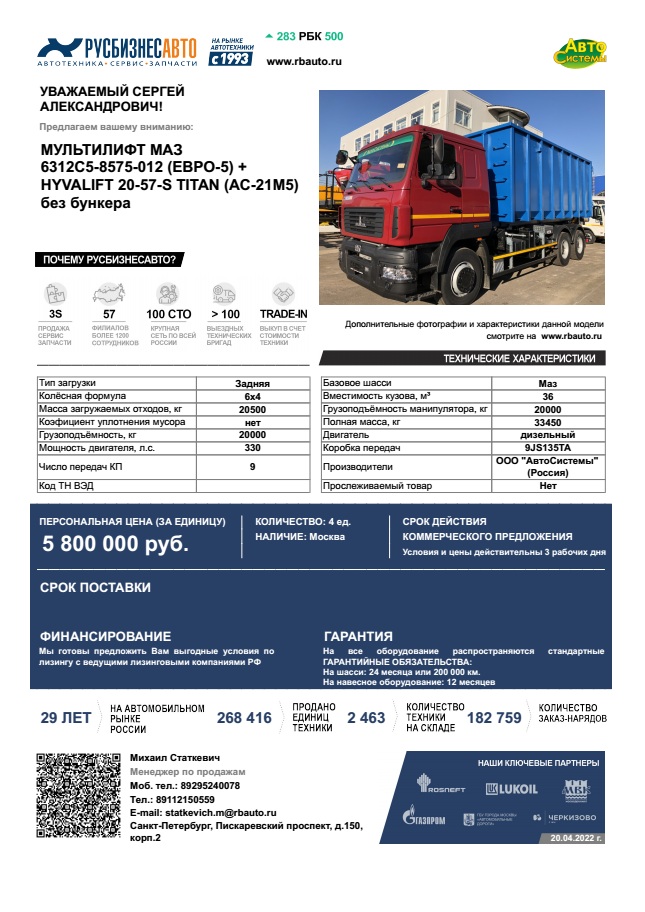 РУСБИЗНЕСАВТО
АВТОТЕХНИКА • СЕРВИС • ЗАПЧАСТИ
НА РЫНКЕ
АВТОТЕХНИКИ
с 1993
283 РБК 500
www.rbauto.ru
Авто
Системы
УВАЖАЕМЫЙ СЕРГЕЙ
АЛЕКСАНДРОВИЧ!
Предлагаем вашему вниманию:
МУЛЬТИЛИФТ МАЗ
6312C5-8575-012 (ЕВРО-5) +
HYVALIFT 20-57-S TITAN (АС-21М5)
без бункера
ПОЧЕМУ РУСБИЗНЕСАВТО?
3S
ПРОДАЖА
СЕРВИС
ЗАПЧАСТИ
57
ФИЛИАЛОВ
БОЛЕЕ 1200
СОТРУДНИКОВ
100 СТО
КРУПНАЯ
СЕТЬ ПО ВСЕЙ
РОССИИ
> 100
ВЫЕЗДНЫХ
ТЕХНИЧЕСКИХ
БРИГАД
TRADE-IN
ВЫКУП В СЧЕТ
СТОИМОСТИ
ТЕХНИКИ
Дополнительные фотографии и характеристики данной модели
смотрите на www.rbauto.ru
ТЕХНИЧЕСКИЕ ХАРАКТЕРИСТИКИ
Тип загрузки Задняя
Колёсная формула 6x4
Масса загружаемых отходов, кг 20500
Коэфициент уплотнения мусора нет
Грузоподъёмность, кг 20000
Мощность двигателя, л.с. 330
Число передач КП 9
Код ТН ВЭД
Базовое шасси Маз
Вместимость кузова, м³ 36
Грузоподъёмность манипулятора, кг 20000
Полная масса, кг 33450
Двигатель дизельный
Коробка передач 9JS135TA
Производители ООО "АвтоСистемы"
(Россия)
Прослеживаемый товар Нет
ПЕРСОНАЛЬНАЯ ЦЕНА (ЗА ЕДИНИЦУ)
5 800 000 руб.
КОЛИЧЕСТВО: 4 ед.
НАЛИЧИЕ: Москва
СРОК ДЕЙСТВИЯ
КОММЕРЧЕСКОГО ПРЕДЛОЖЕНИЯ
Условия и цены действительны 3 рабочих дня
СРОК ПОСТАВКИ
ФИНАНСИРОВАНИЕ
Мы готовы предложить Вам выгодные условия по
лизингу с ведущими лизинговыми компаниями РФ
ГАРАНТИЯ
На все оборудование распространяются стандартные
ГАРАНТИЙНЫЕ ОБЯЗАТЕЛЬСТВА:
На шасси: 24 месяца или 200 000 км.
На навесное оборудование: 12 месяцев
29 ЛЕТ
НА АВТОМОБИЛЬНОМ
РЫНКЕ
РОССИИ
268 416
ПРОДАНО
ЕДИНИЦ
ТЕХНИКИ
2 463
КОЛИЧЕСТВО
ТЕХНИКИ
НА СКЛАДЕ
182 759
КОЛИЧЕСТВО
ЗАКАЗ-НАРЯДОВ
Михаил Статкевич
Менеджер по продажам
Моб. тел.: 89295240078
Тел.: 89112150559
E-mail: statkevich.m@rbauto.ru
Санкт-Петербург, Пискаревский проспект, д.150,
корп.2
НАШИ КЛЮЧЕВЫЕ ПАРТНЕРЫ
ROSNEFT
LUKOIL
ГАЗПРОМ
ГБУ ГОРОДА МОСКВЫ
«АВТОМОБИЛЬНЫЕ
ДОРОГИ»
ЧЕРКИЗОВО
20.04.2022 г.